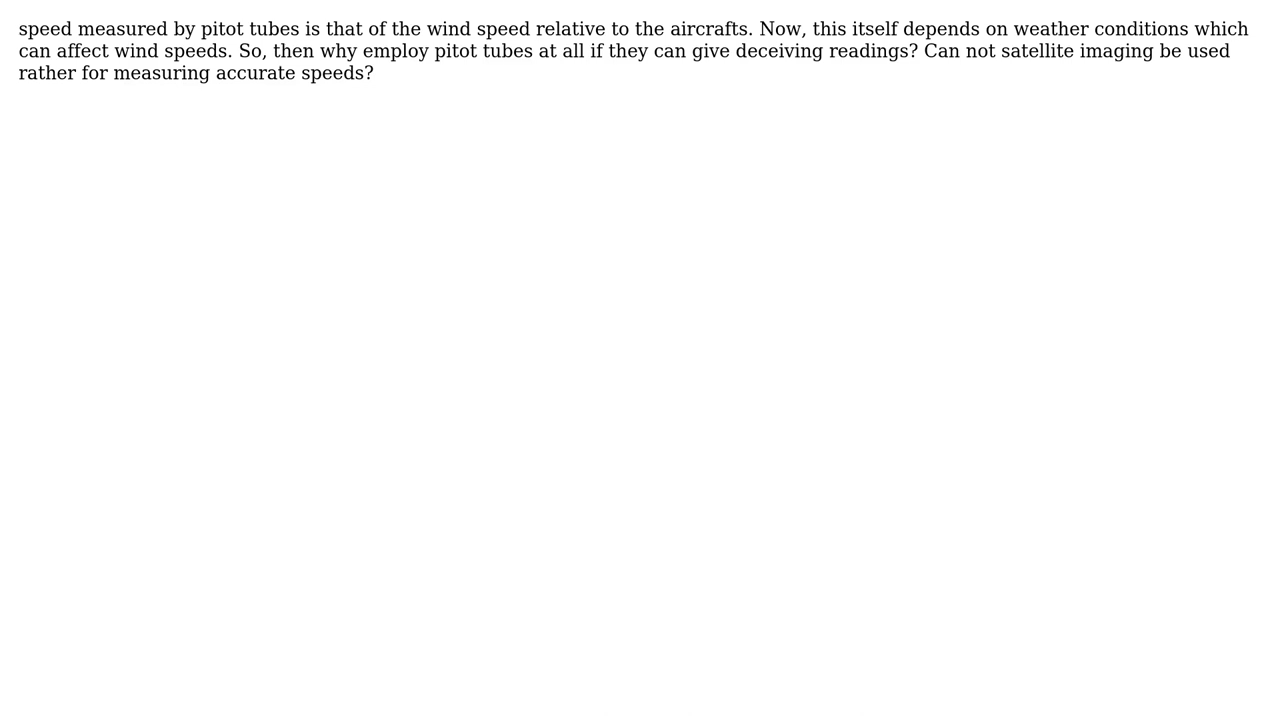 speed measured by pitot tubes is that of the wind speed relative to the aircrafts. Now, this itself depends on weather conditions which
can affect wind speeds. So, then why employ pitot tubes at all if they can give deceiving readings? Can not satellite imaging be used
rather for measuring accurate speeds?